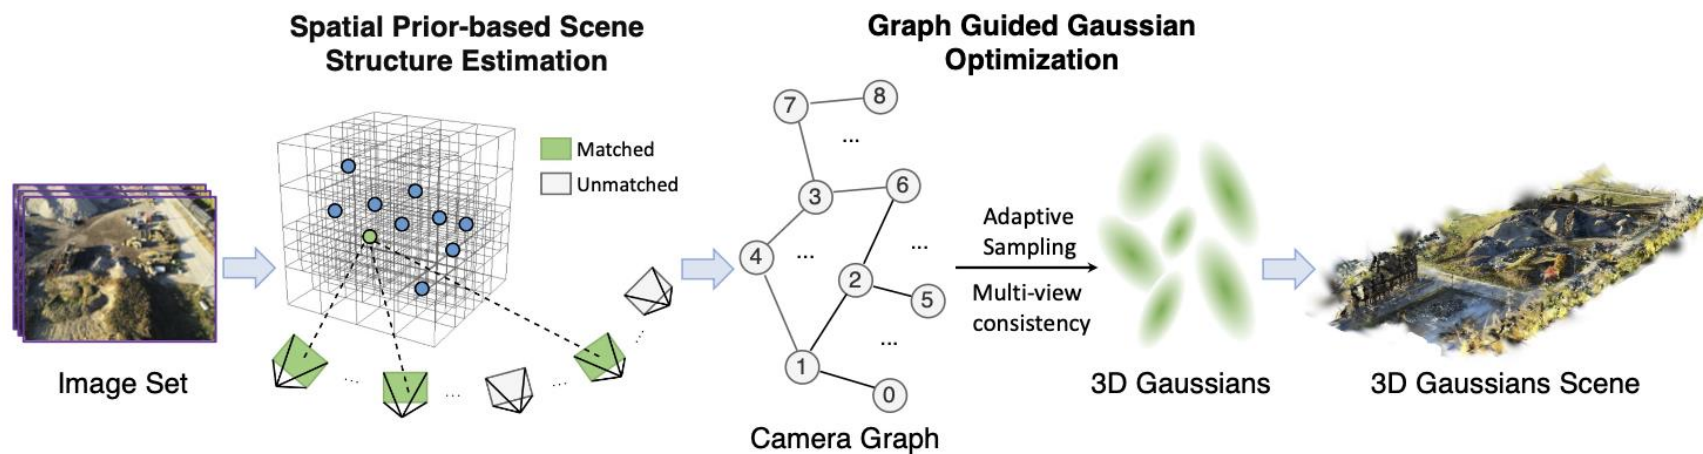 Spatial Prior-based Scene
Structure Estimation
Graph Guided Gaussian
Optimization
Matched
Unmatched
...
...
...
...
7
8
...
3
6
4
...
...
2
5
...
1
0
Adaptive
Sampling
Multi-view
consistency
Image Set
Camera Graph
3D Gaussians
3D Gaussians Scene